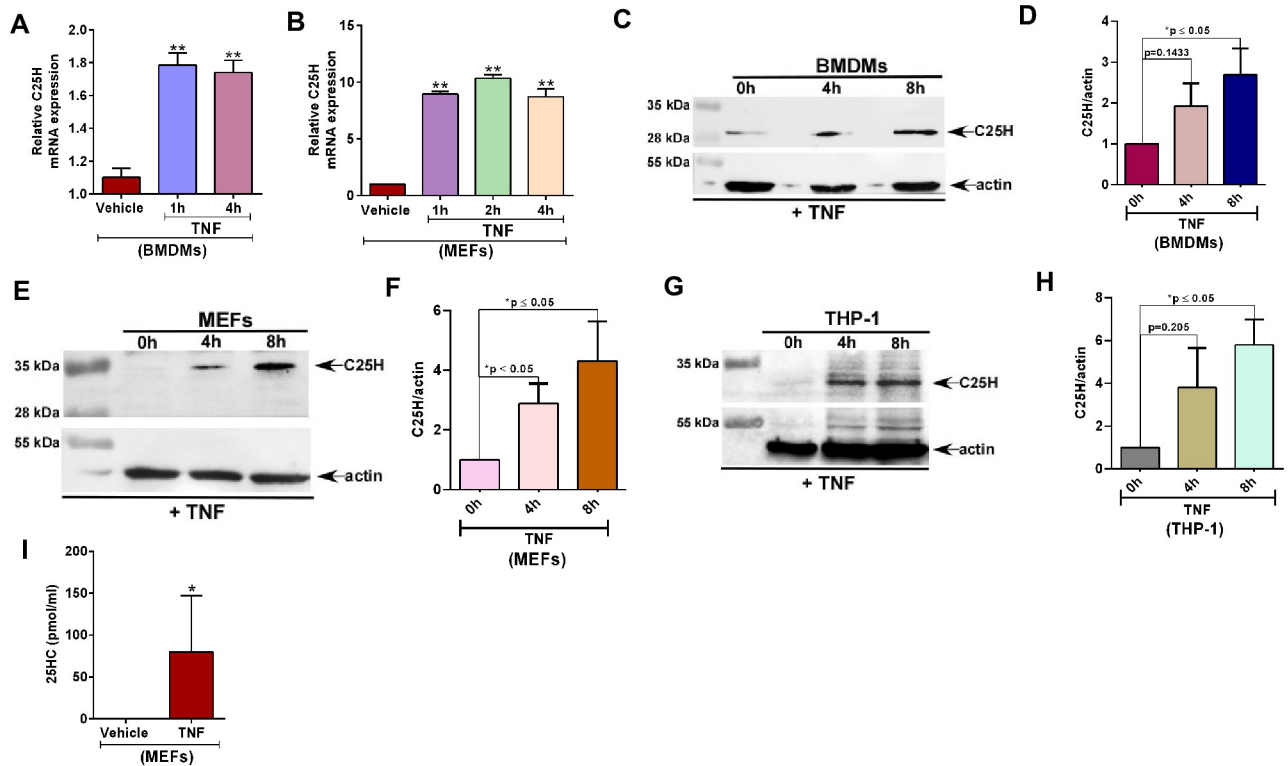 A
Relative C25H
mRNA expression
2.0
1.8
1.6
1.4
1.2
1.0
**
**
Vehicle
1h
4h
TNF
(BMDMs)
B
Relative C25H
mRNA expression
15
10
5
0
**
**
**
Vehicle
1h
2h
4h
TNF
(MEFs)
C
BMDMs
0h
4h
8h
35 kDa
28 kDa
C25H
55 kDa
actin
+ TNF
D
C25H/actin
4
3
2
1
0
*p ≤ 0.05
p=0.1433
0h
4h
8h
TNF
(BMDMs)
E
MEFs
0h
4h
8h
35 kDa
C25H
28 kDa
55 kDa
actin
+ TNF
F
C25H/actin
6
4
2
0
*p ≤ 0.05
*p < 0.05
0h
4h
8h
TNF
(MEFs)
G
THP-1
0h
4h
8h
35
C25H
55 kDa
actin
+ TNF
H
C25H/actin
8
6
4
2
0
*p ≤ 0.05
p=0.205
0h
4h
8h
TNF
(THP-1)
I
25HC (pmol/ml)
200
150
100
50
0
*
Vehicle
TNF
(MEFs)